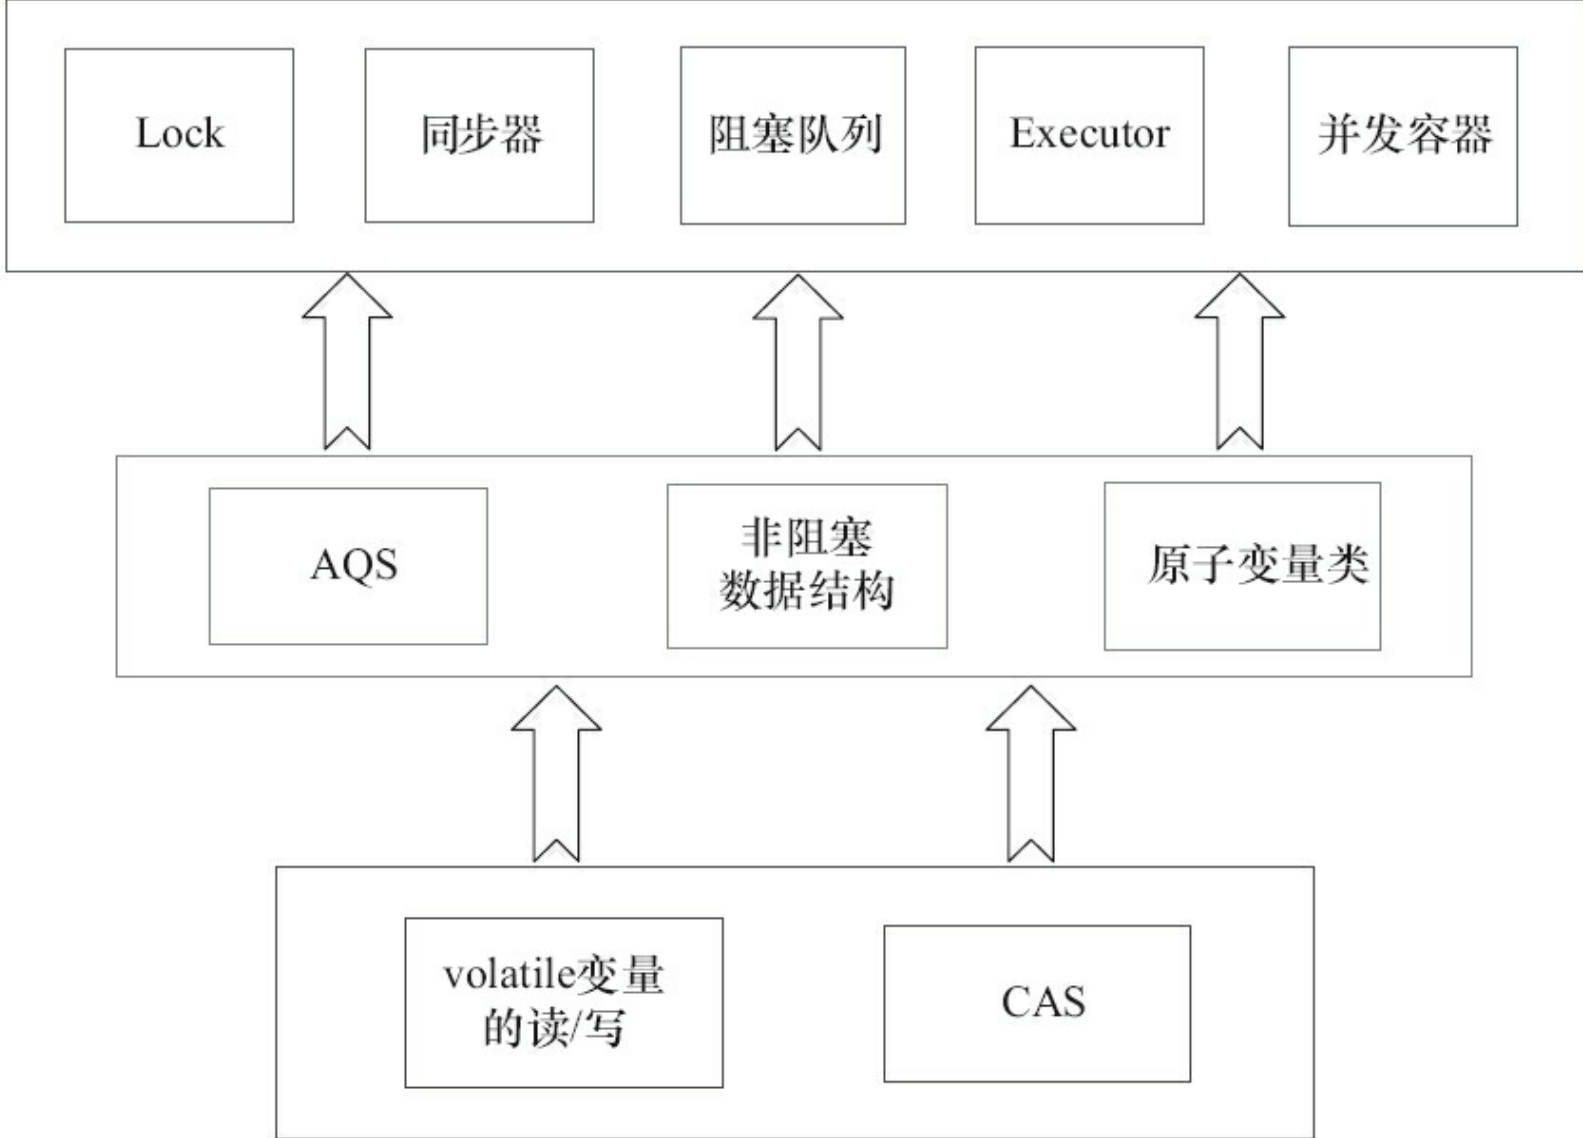 Lock
同步器
阻塞队列
Executor
并发容器
AQS
非阻塞
数据结构
原子变量类
volatile变量
的读/写
CAS